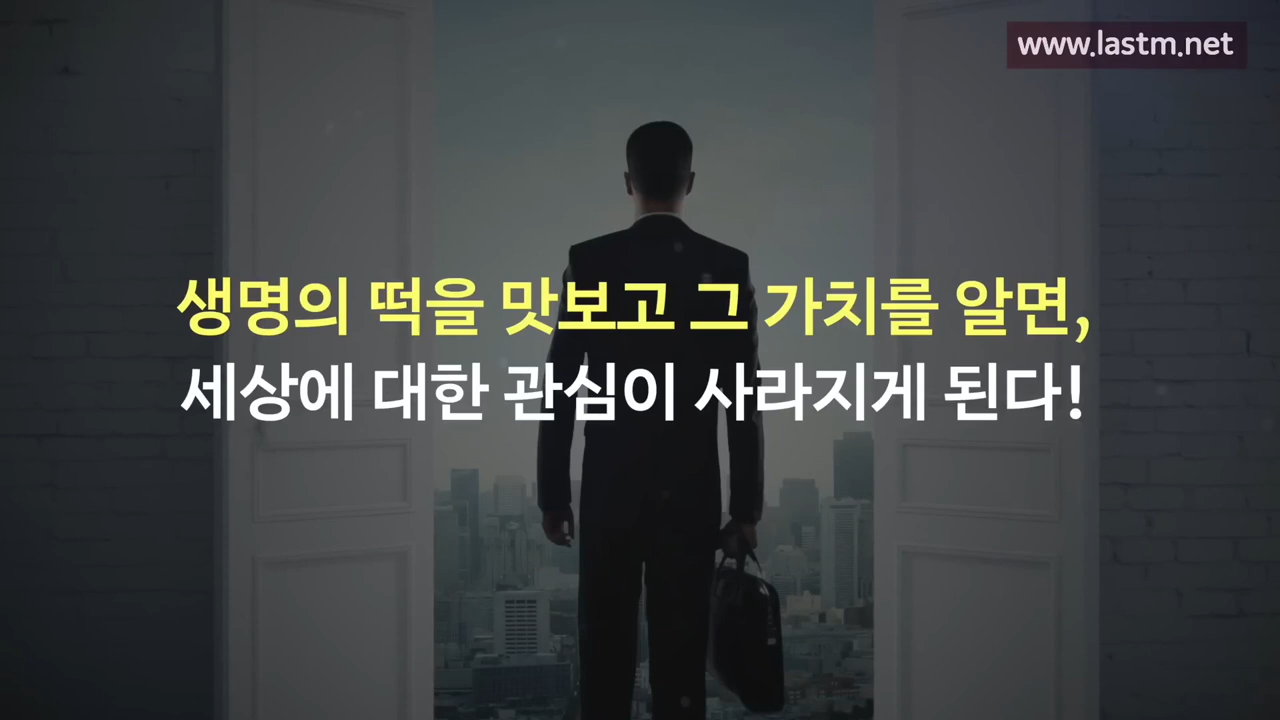 www.lastm.net
생명의 떡을 맛보고 그 가치를 알면,
세상에 대한 관심이 사라지게 된다!